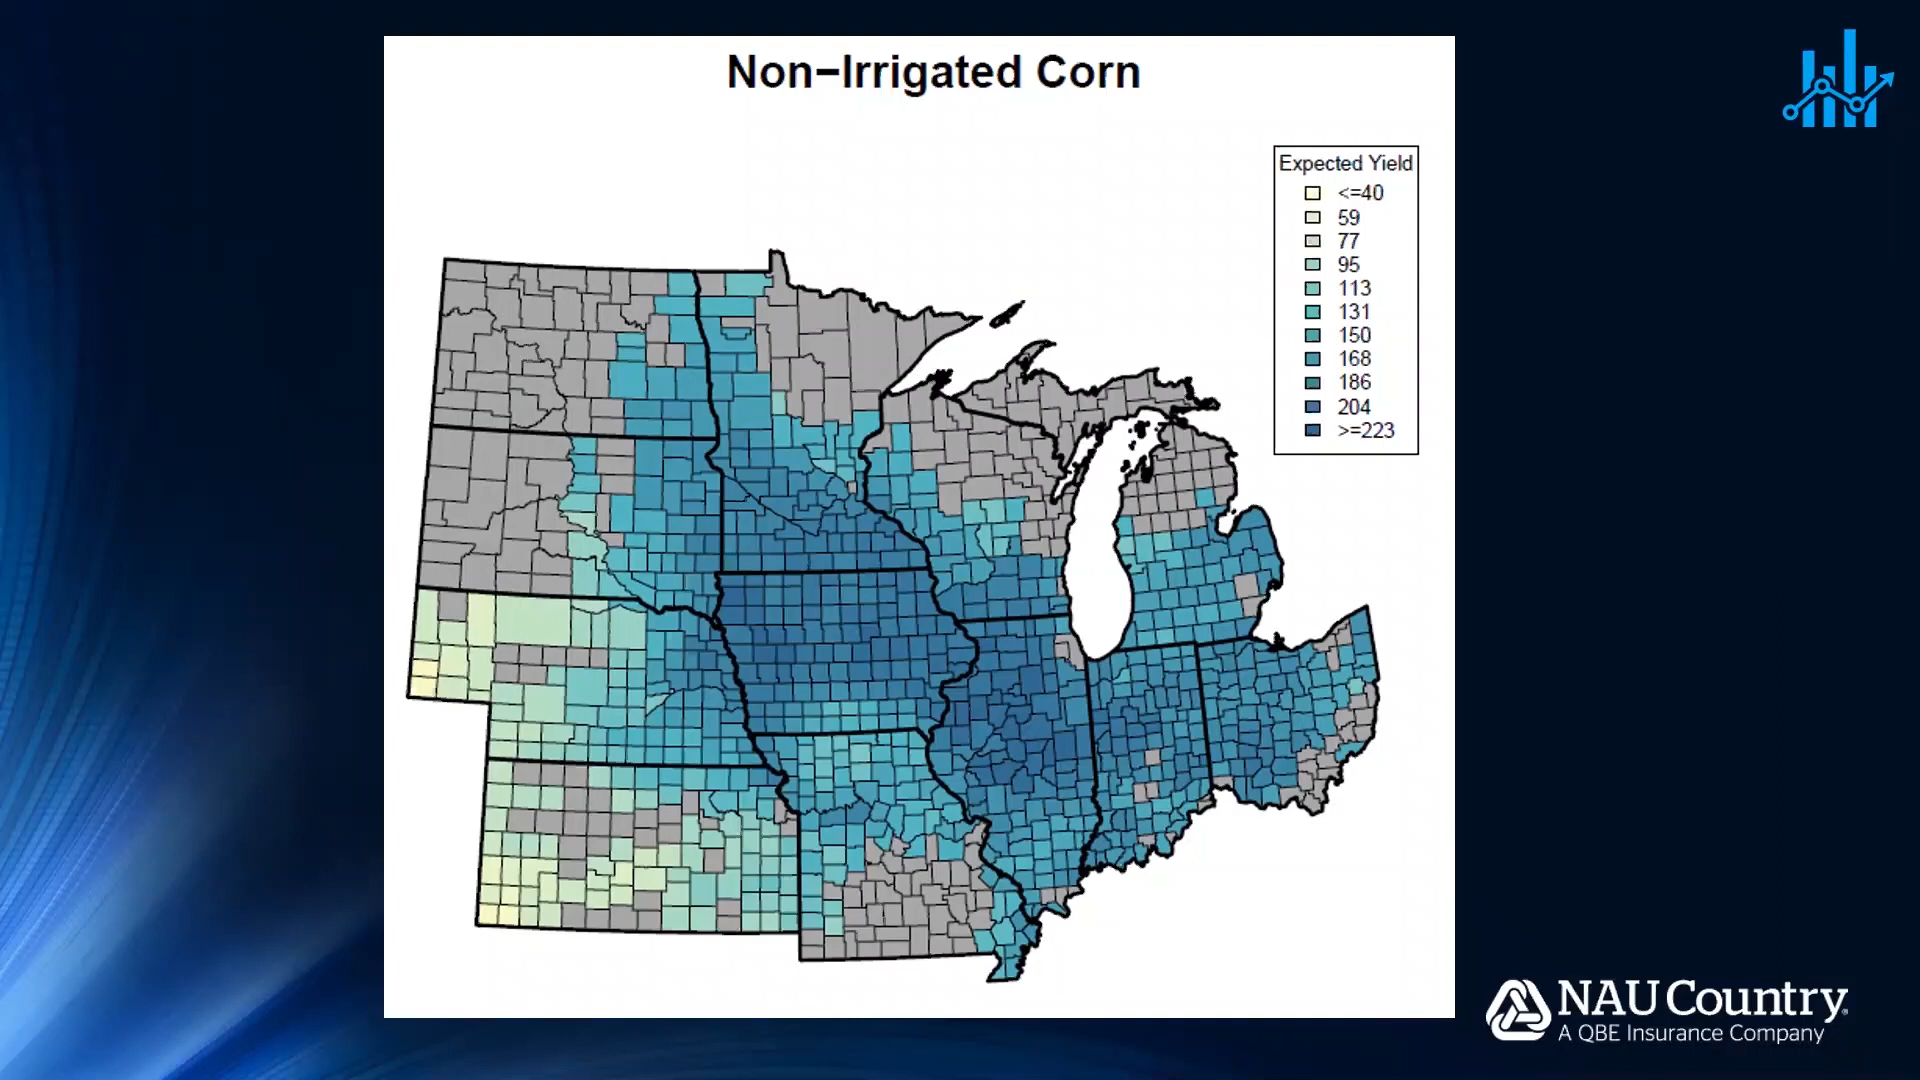 Non−Irrigated Corn
Expected Yield
<=40
59
77
95
113
131
150
168
186
204
>=223
NAU Country
A QBE Insurance Company